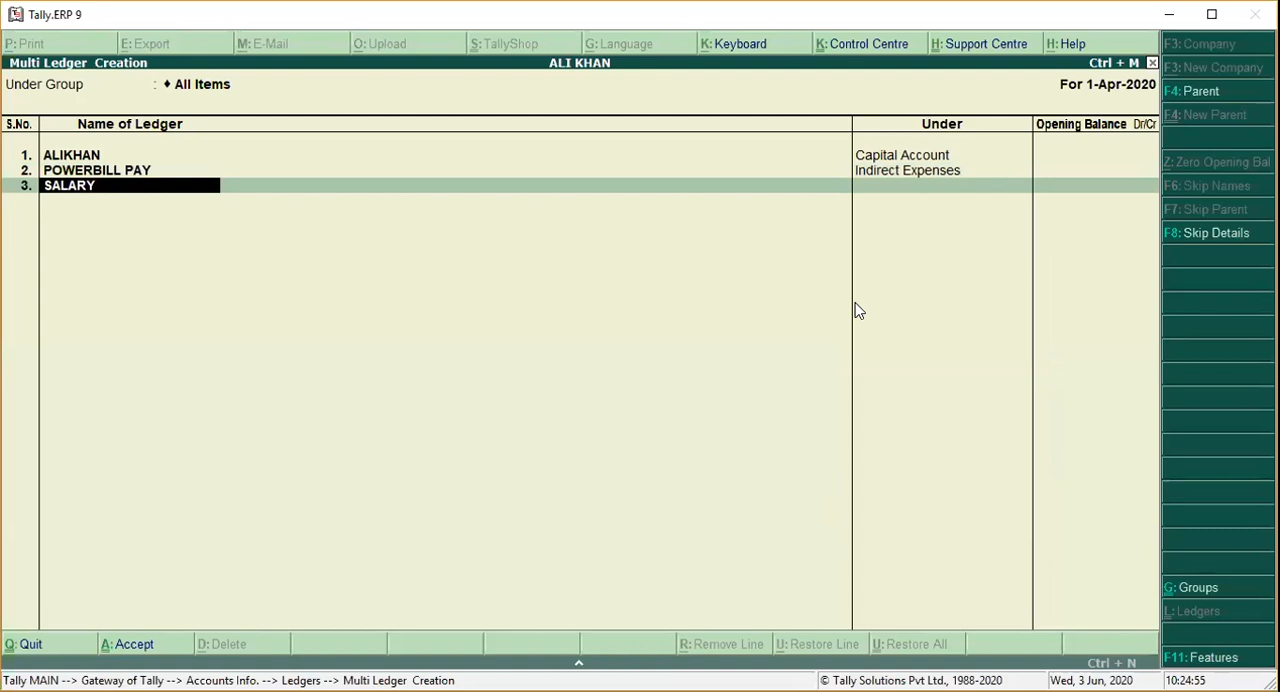 Tally.ERP 9
P: Print E: Export M: E-Mail O: Upload S: TallyShop G: Language K: Keyboard K: Control Centre H: Support Centre H: Help
F3: Company
Multi Ledger Creation ALI KHAN Ctrl + M
F3: New Company
Under Group : ♦ All Items For 1-Apr-2020
F4: Parent
F4: New Parent
S.No. Name of Ledger Under Opening Balance Dr/Cr
1. ALIKHAN Capital Account
Z: Zero Opening Bal
2. POWERBILL PAY Indirect Expenses
3. SALARY
F6: Skip Names
F7: Skip Parent
F8: Skip Details
G: Groups
L: Ledgers
Q: Quit A: Accept D: Delete R: Remove Line U: Restore Line U: Restore All
F11: Features
Ctrl + N
Tally MAIN --> Gateway of Tally --> Accounts Info. --> Ledgers --> Multi Ledger Creation © Tally Solutions Pvt Ltd., 1988-2020 Wed, 3 Jun, 2020 10:24:55